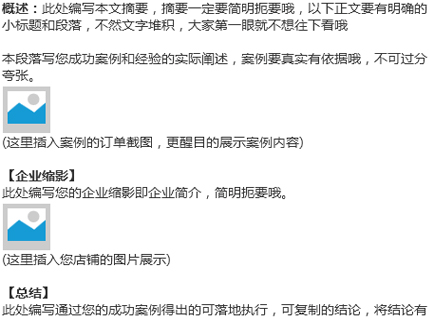 概述：此处编写本文摘要，摘要一定要简明扼要哦，以下正文要有明确的
小标题和段落，不然文字堆积，大家第一眼就不想往下看哦
本段落写您成功案例和经验的实际阐述，案例要真实有依据哦，不可过分
夸张。
(这里插入案例的订单截图，更醒目的展示案例内容)
【企业缩影】
此处编写您的企业缩影即企业简介，简明扼要哦。
(这里插入您店铺的图片展示)
【总结】
此处编写通过您的成功案例得出的可落地执行，可复制的结论，将结论有